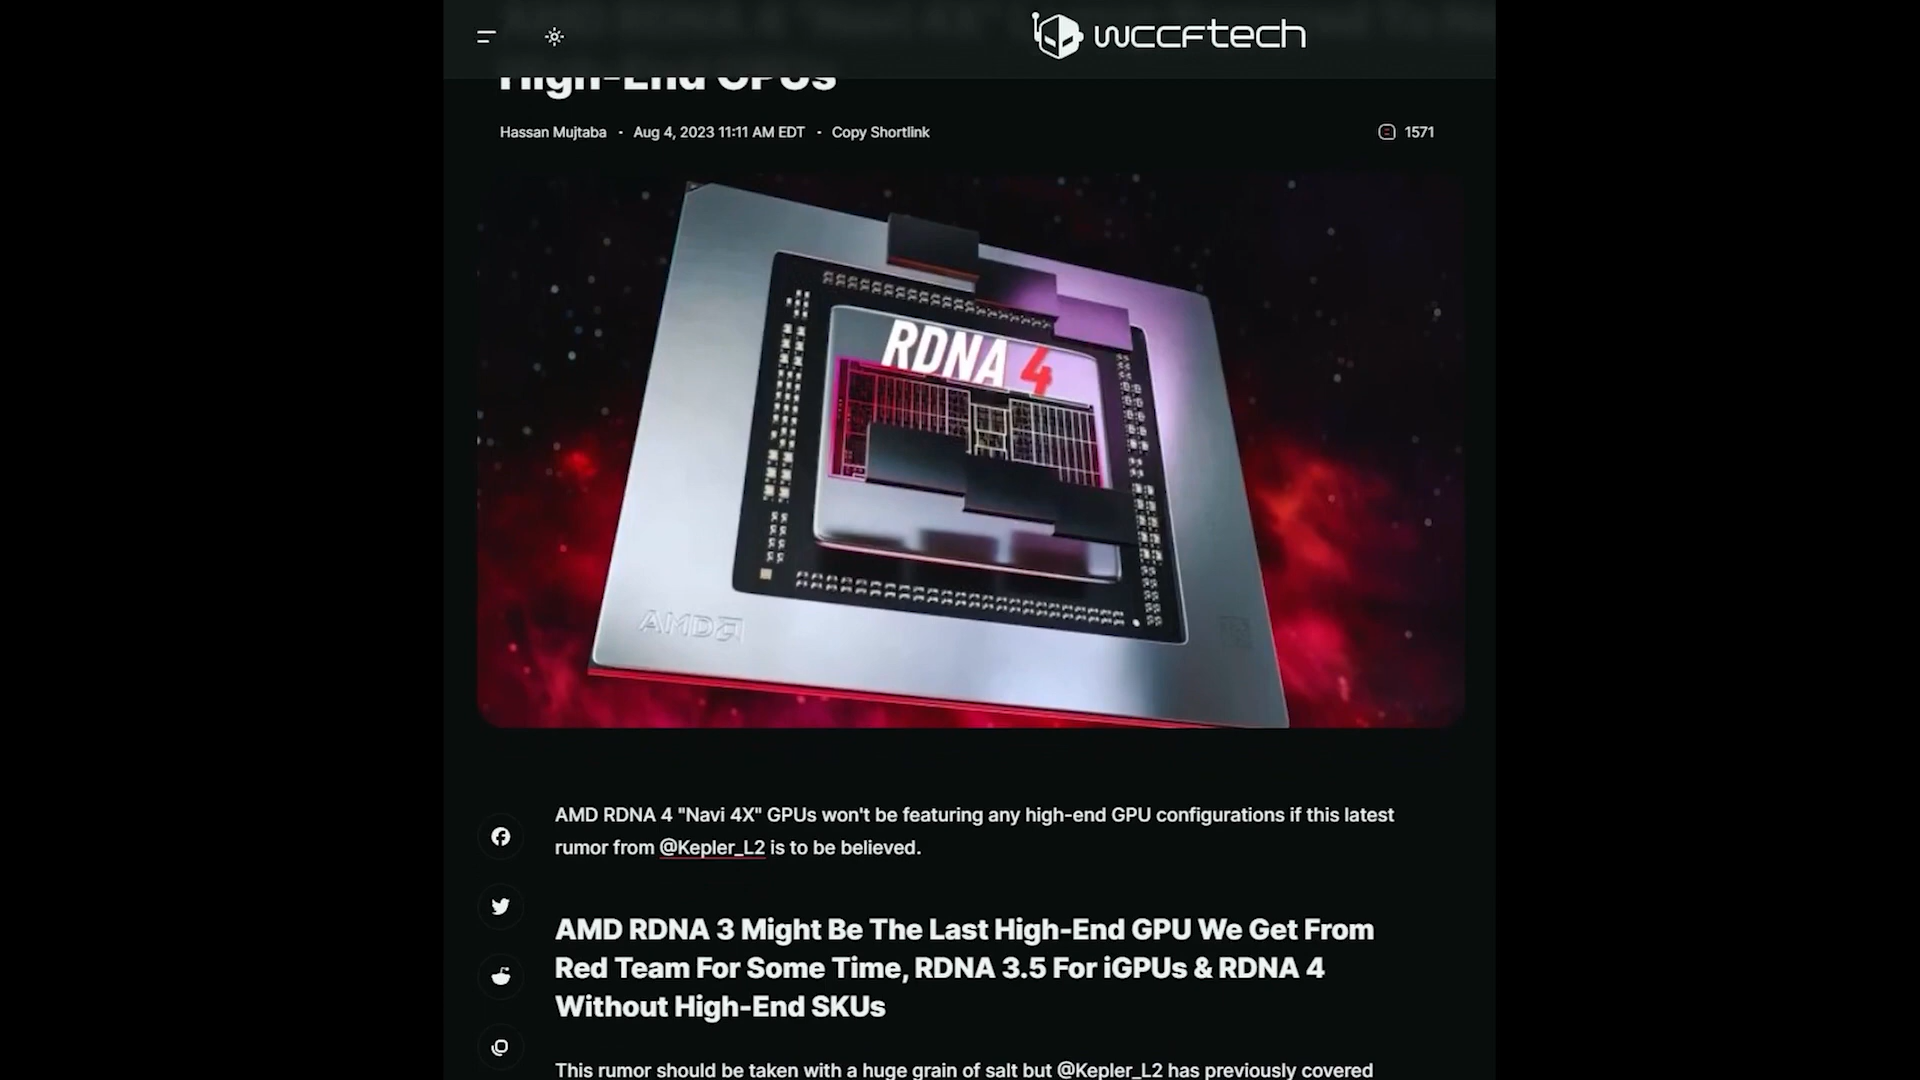 wccftech
High-End GPUs
Hassan Mujtaba • Aug 4, 2023 11:11 AM EDT • Copy Shortlink
1571
RDNA 4
AMD
AMD RDNA 4 "Navi 4X" GPUs won't be featuring any high-end GPU configurations if this latest
rumor from @Kepler_L2 is to be believed.
AMD RDNA 3 Might Be The Last High-End GPU We Get From
Red Team For Some Time, RDNA 3.5 For iGPUs & RDNA 4
Without High-End SKUs
This rumor should be taken with a huge grain of salt but @Kepler_L2 has previously covered